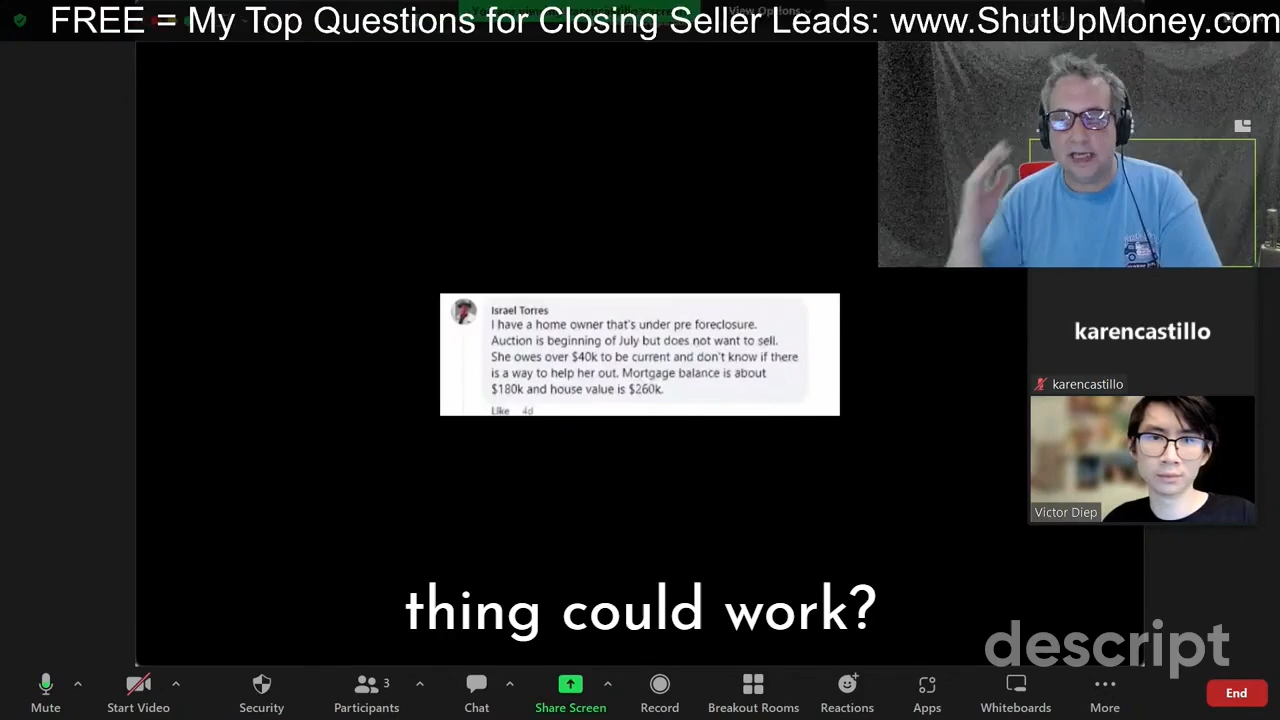 FREE = My Top Questions for Closing Seller Leads: www.ShutUpMoney.com
View Options
Israel Torres
I have a home owner that's under pre foreclosure.
Auction is beginning of July but does not want to sell.
She owes over $40k to be current and don't know if there
is a way to help her out. Mortgage balance is about
$180k and house value is $260k.
Like 4d
karencastillo
karencastillo
Victor Diep
thing could work?
descript
Mute
Start Video
Security
3
Participants
Chat
Share Screen
Record
Breakout Rooms
Reactions
Apps
Whiteboards
More
End